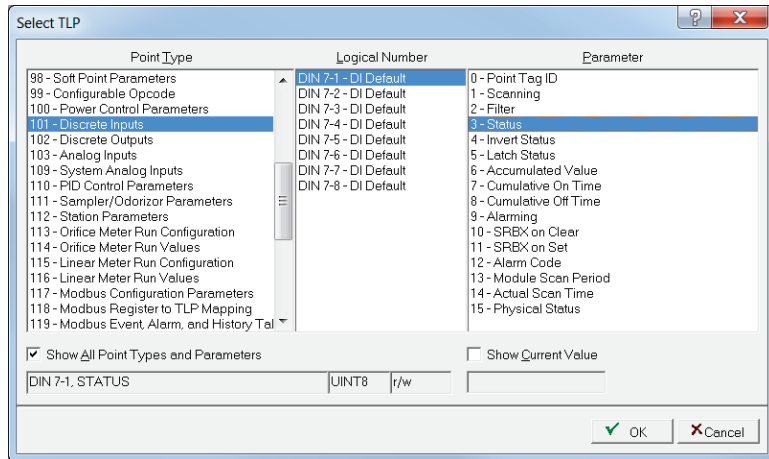 Select TLP
Point Type
98 - Soft Point Parameters
99 - Configurable Opcode
100 - Power Control Parameters
101 - Discrete Inputs
102 - Discrete Outputs
103 - Analog Inputs
109 - System Analog Inputs
110 - PID Control Parameters
111 - Sampler/Odorizor Parameters
112 - Station Parameters
113 - Orifice Meter Run Configuration
114 - Orifice Meter Run Values
115 - Linear Meter Run Configuration
116 - Linear Meter Run Values
117 - Modbus Configuration Parameters
118 - Modbus Register to TLP Mapping
119 - Modbus Event, Alarm, and History Tal
Logical Number
DIN 7-1 - DI Default
DIN 7-2 - DI Default
DIN 7-3 - DI Default
DIN 7-4 - DI Default
DIN 7-5 - DI Default
DIN 7-6 - DI Default
DIN 7-7 - DI Default
DIN 7-8 - DI Default
Parameter
0 - Point Tag ID
1 - Scanning
2 - Filter
3 - Status
4 - Invert Status
5 - Latch Status
6 - Accumulated Value
7 - Cumulative On Time
8 - Cumulative Off Time
9 - Alarming
10 - SRBX on Clear
11 - SRBX on Set
12 - Alarm Code
13 - Module Scan Period
14 - Actual Scan Time
15 - Physical Status
Show All Point Types and Parameters
Show Current Value
DIN 7-1, STATUS
UINT8
r/w
OK
Cancel